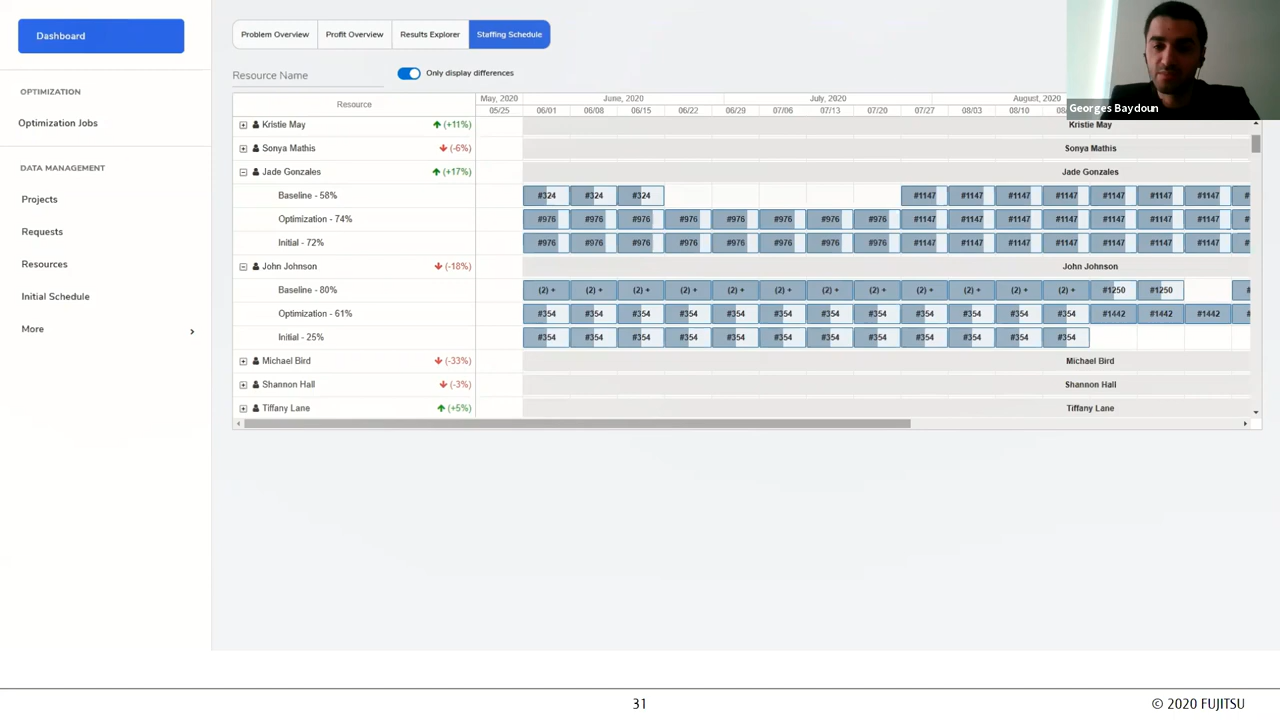 Dashboard
OPTIMIZATION
Optimization Jobs
DATA MANAGEMENT
Projects
Requests
Resources
Initial Schedule
More
Problem Overview Profit Overview Results Explorer Staffing Schedule
Resource Name Only display differences
Georges Baydoun
Resource May, 2020 June, 2020 July, 2020 August, 2020
05/25 06/01 06/08 06/15 06/22 06/29 07/06 07/13 07/20 07/27 08/03 08/10
Kristie May (+11%) Kristie May
Sonya Mathis (-6%) Sonya Mathis
Jade Gonzales (+17%) Jade Gonzales
Baseline - 58% #324 #324 #324 #1147 #1147 #1147 #1147 #1147 #1147 #1147
Optimization - 74% #976 #976 #976 #976 #976 #976 #976 #976 #1147 #1147 #1147 #1147 #1147 #1147 #1147
Initial - 72% #976 #976 #976 #976 #976 #976 #976 #976 #1147 #1147 #1147 #1147 #1147 #1147 #1147
John Johnson (-18%) John Johnson
Baseline - 80% (2) + (2) + (2) + (2) + (2) + (2) + (2) + (2) + (2) + (2) + (2) + (2) + #1250 #1250
Optimization - 61% #354 #354 #354 #354 #354 #354 #354 #354 #354 #354 #354 #354 #1442 #1442 #1442
Initial - 25% #354 #354 #354 #354 #354 #354 #354 #354 #354 #354 #354 #354
Michael Bird (-33%) Michael Bird
Shannon Hall (-3%) Shannon Hall
Tiffany Lane (+5%) Tiffany Lane
31 © 2020 FUJITSU